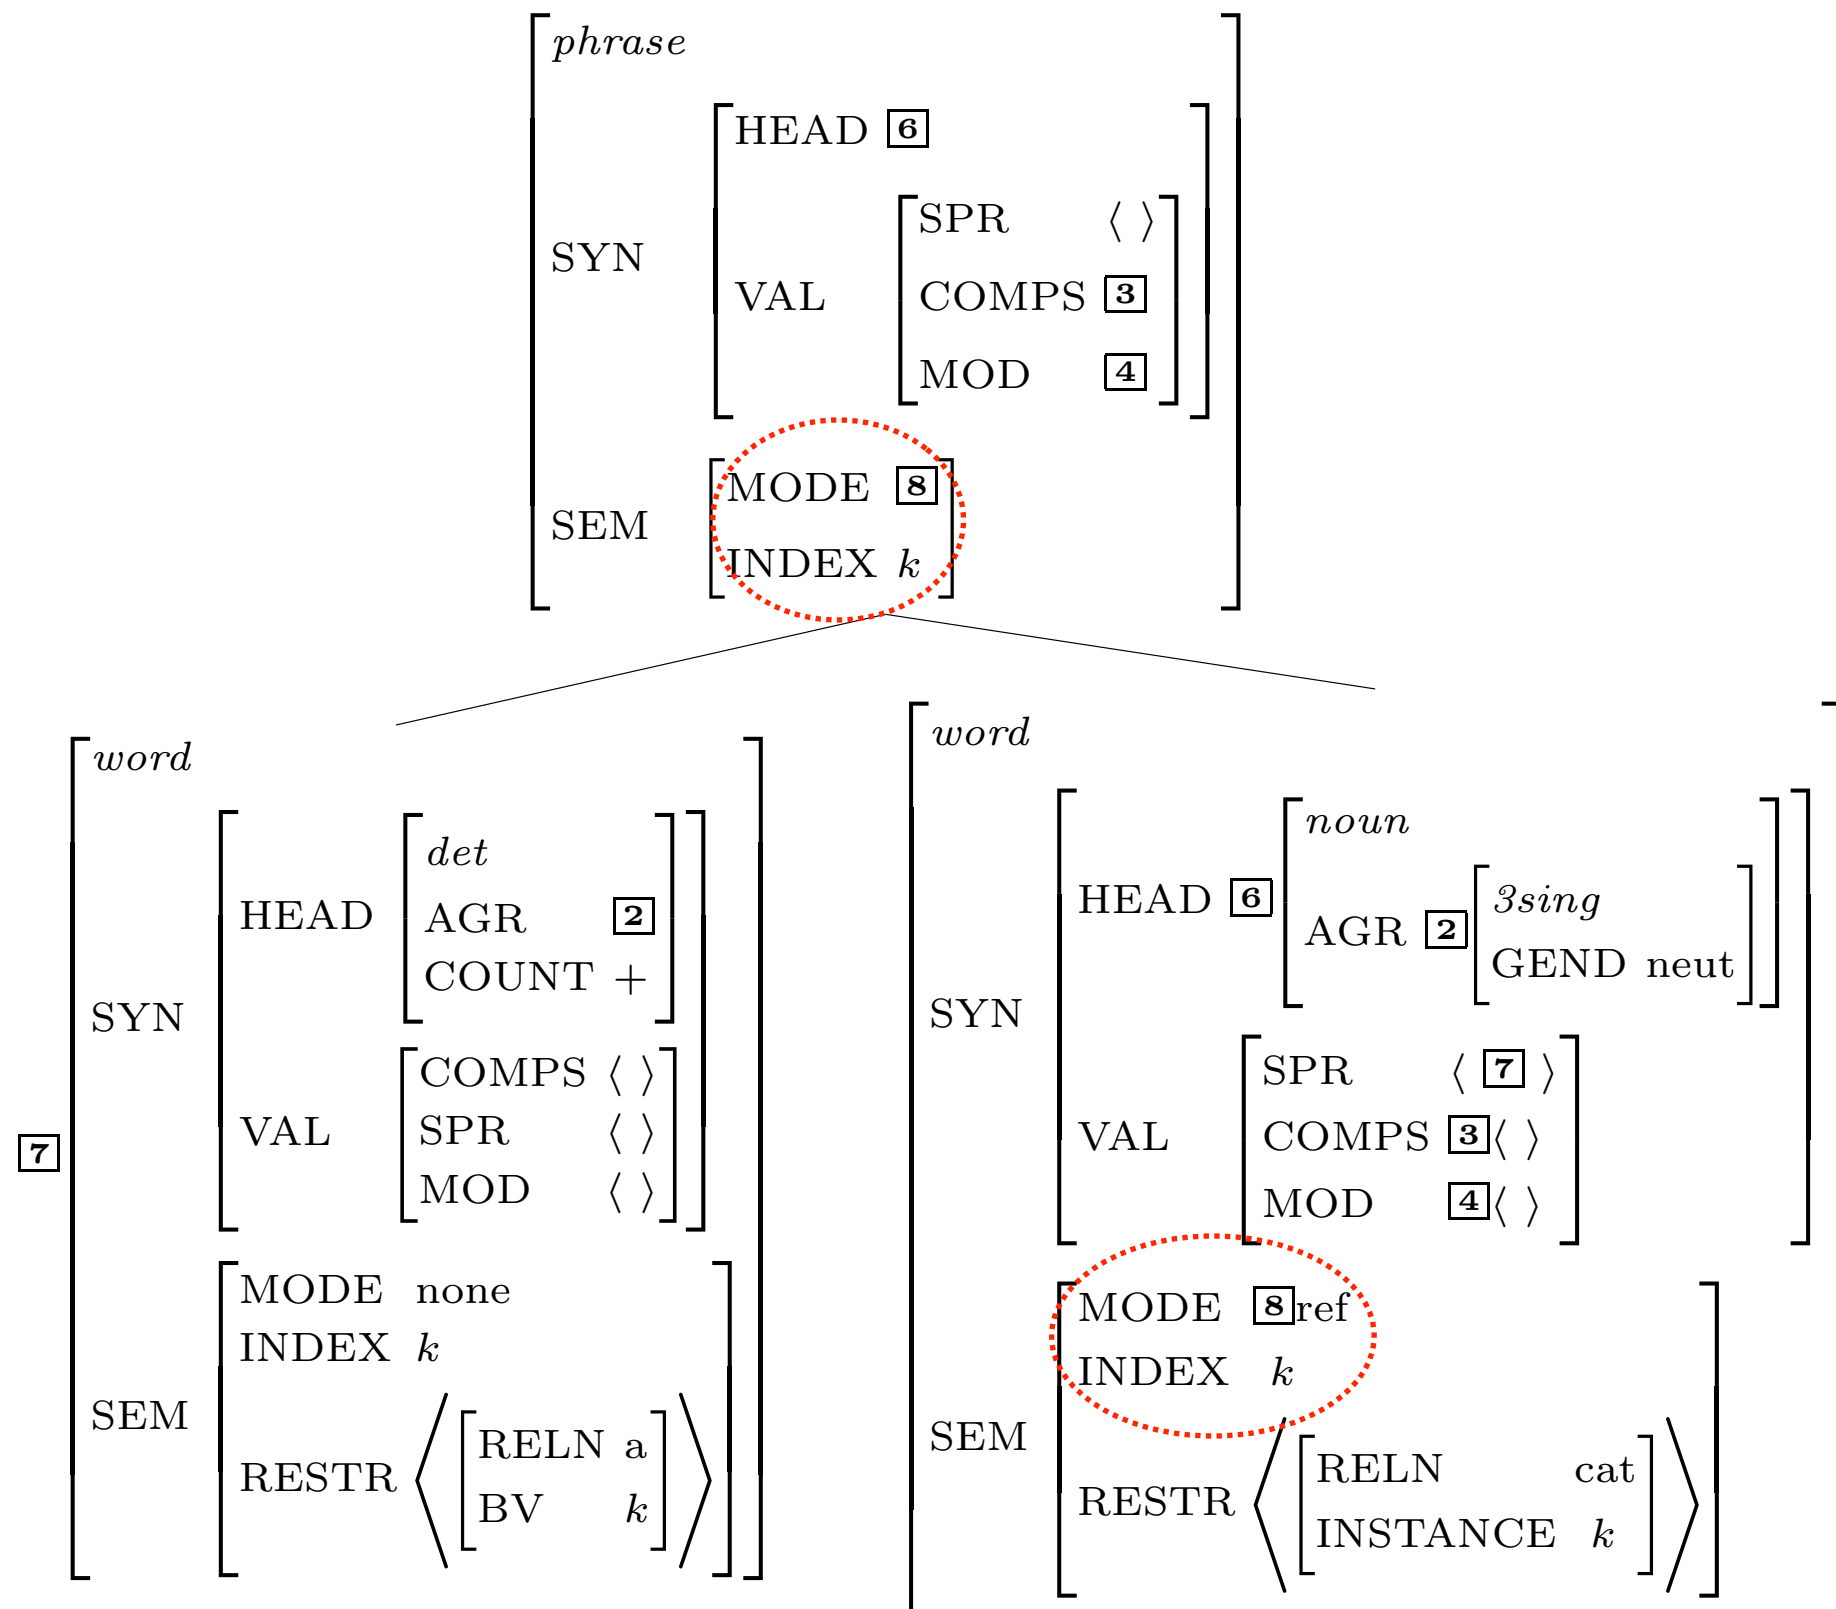 phrase
HEAD 6
SPR ⟨ ⟩
SYN
VAL COMPS 3
MOD 4
MODE 8
SEM
INDEX k
word
det
AGR 2
HEAD
COUNT +
SYN
COMPS ⟨ ⟩
VAL SPR ⟨ ⟩
7
MOD ⟨ ⟩
MODE none
INDEX k
SEM
RELN a
RESTR
BV k
word
noun
3sing
HEAD 6 AGR 2
GEND neut
SYN
SPR ⟨ 7 ⟩
VAL COMPS 3 ⟨ ⟩
MOD 4 ⟨ ⟩
MODE 8 ref
INDEX k
SEM
RELN cat
RESTR
INSTANCE k